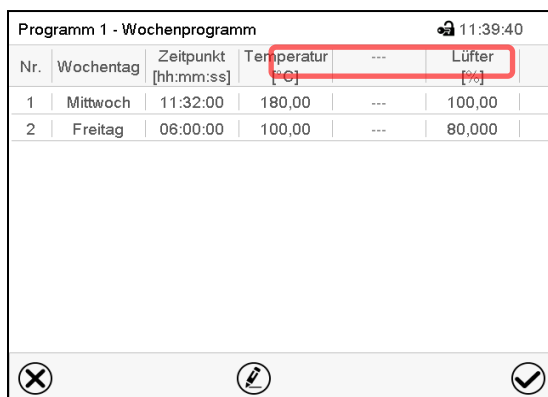 Programm 1 - Wochenprogramm 11:39:40
Nr. Wochentag Zeitpunkt [hh:mm:ss] Temperatur [°C] --- Lüfter [%]
1 Mittwoch 11:32:00 180,00 --- 100,00
2 Freitag 06:00:00 100,00 --- 80,000